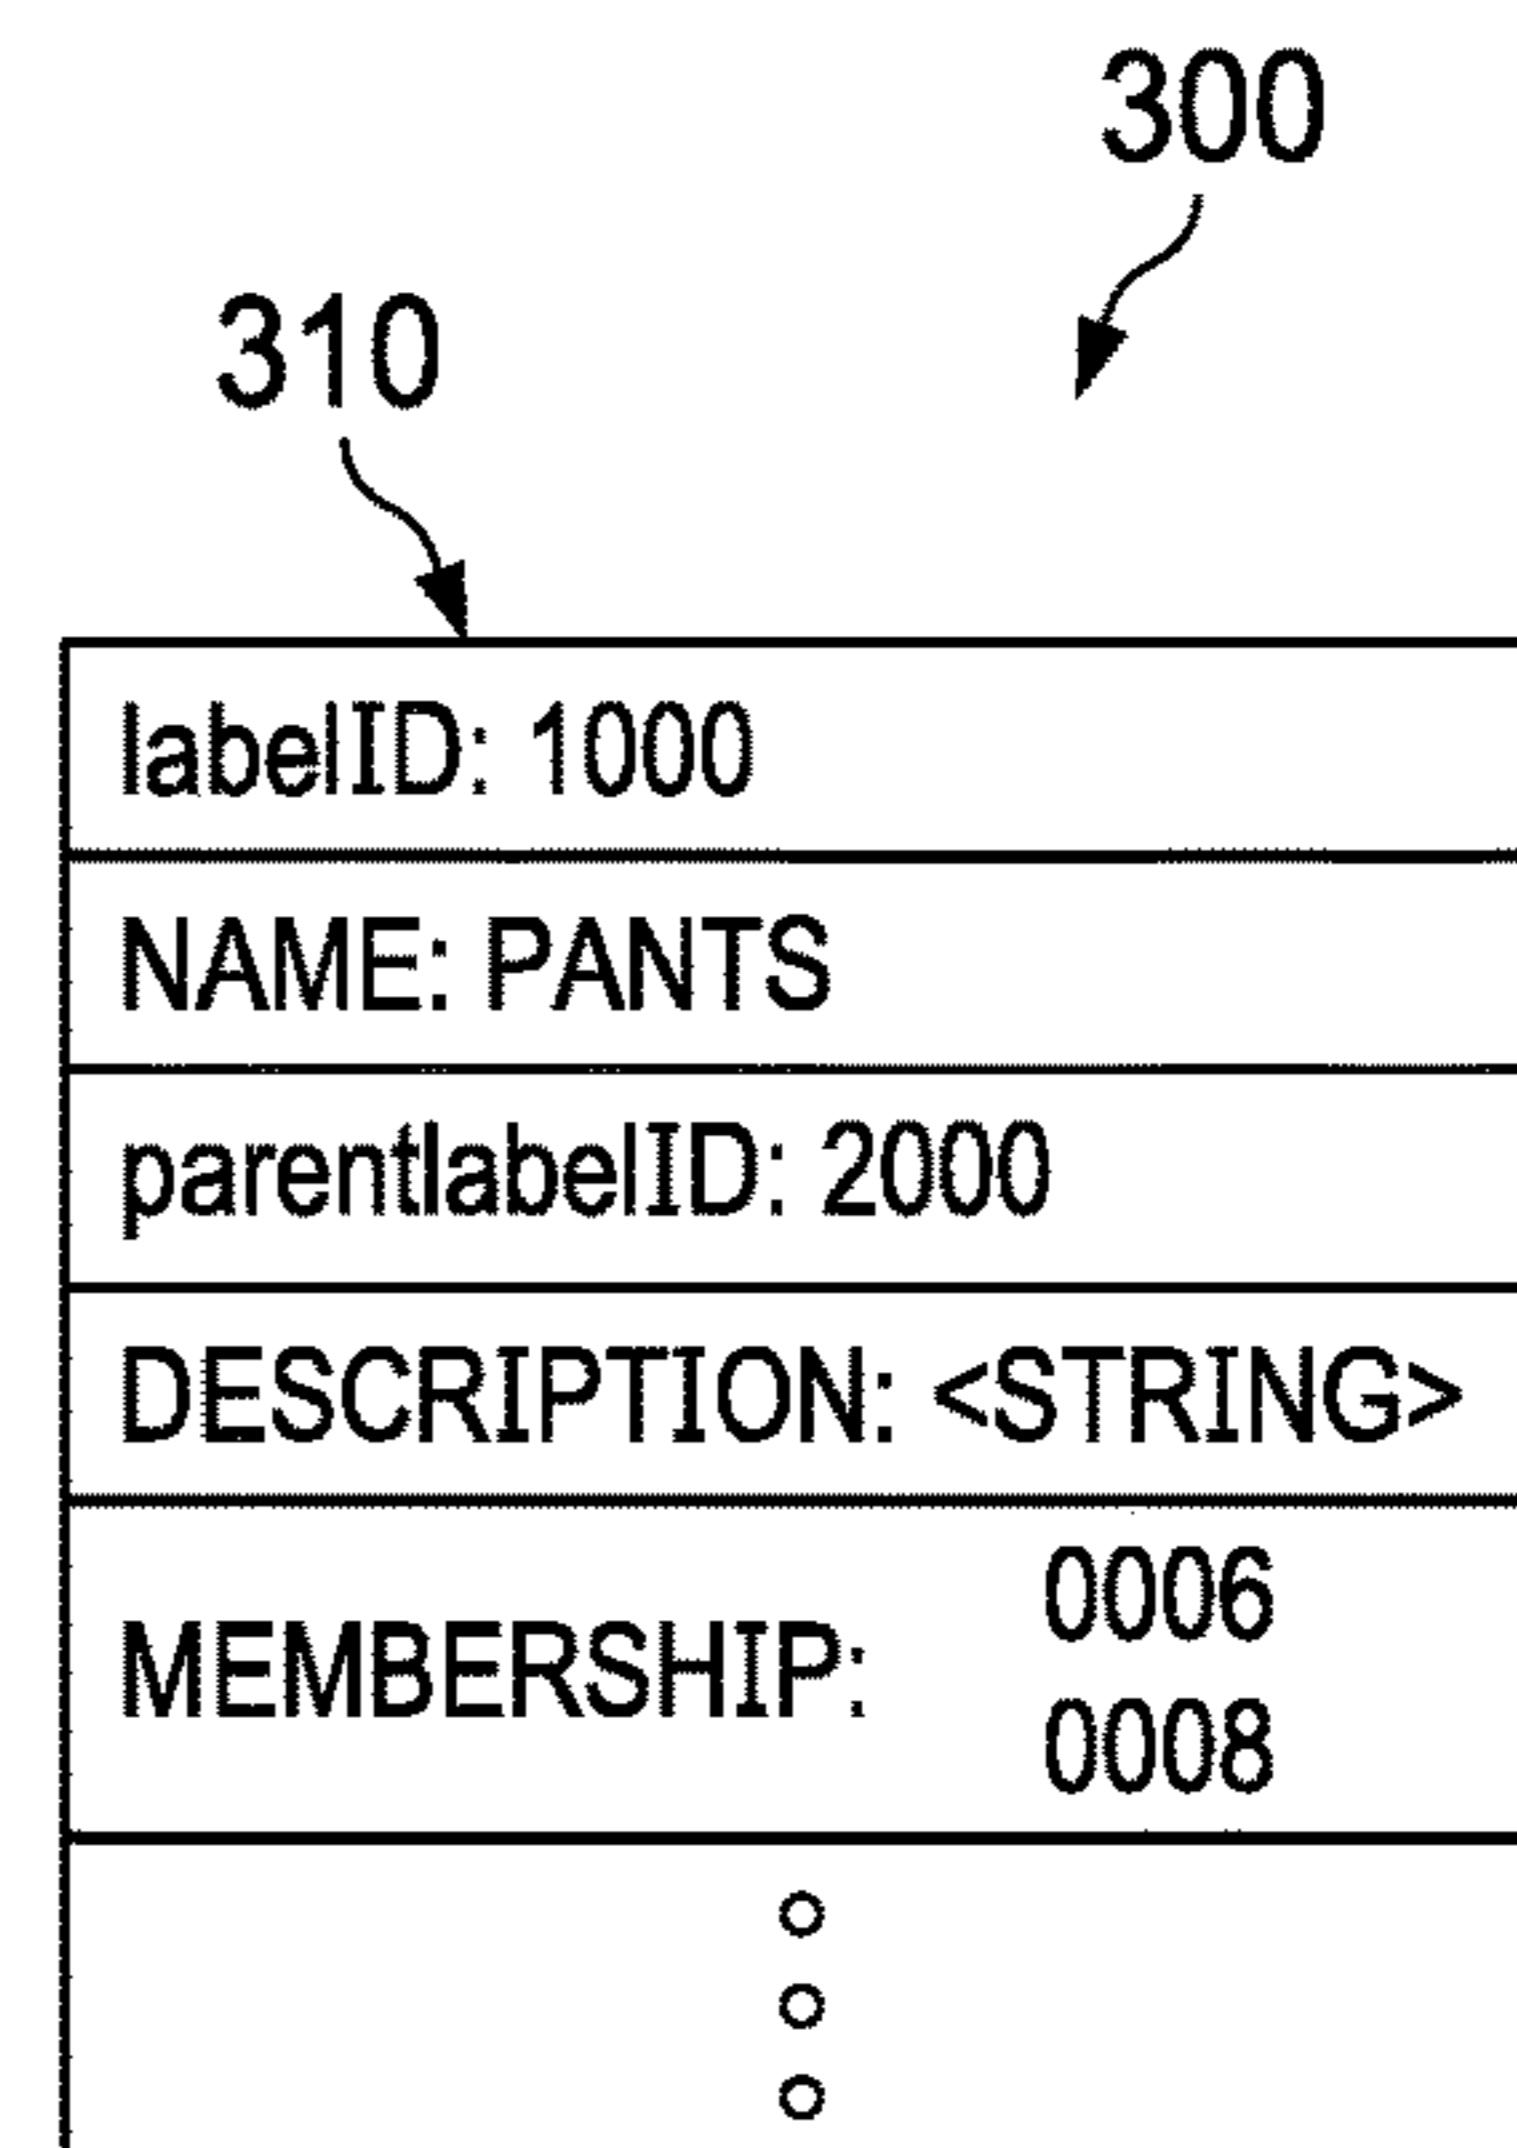 300
310
labelID: 1000
NAME: PANTS
parentlabelID: 2000
DESCRIPTION: <STRING>
0006
MEMBERSHIP:
0008